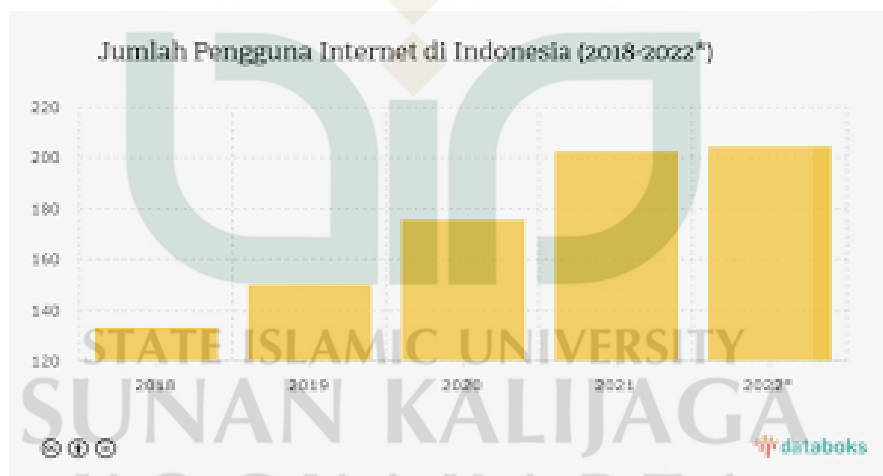 Jumlah Pengguna Internet di Indonesia (2018-2022*)
220
200
180
160
140
120
2018
2019
2020
2021
2022*
STATE ISLAMIC UNIVERSITY
SUNAN KALIJAGA
databoks